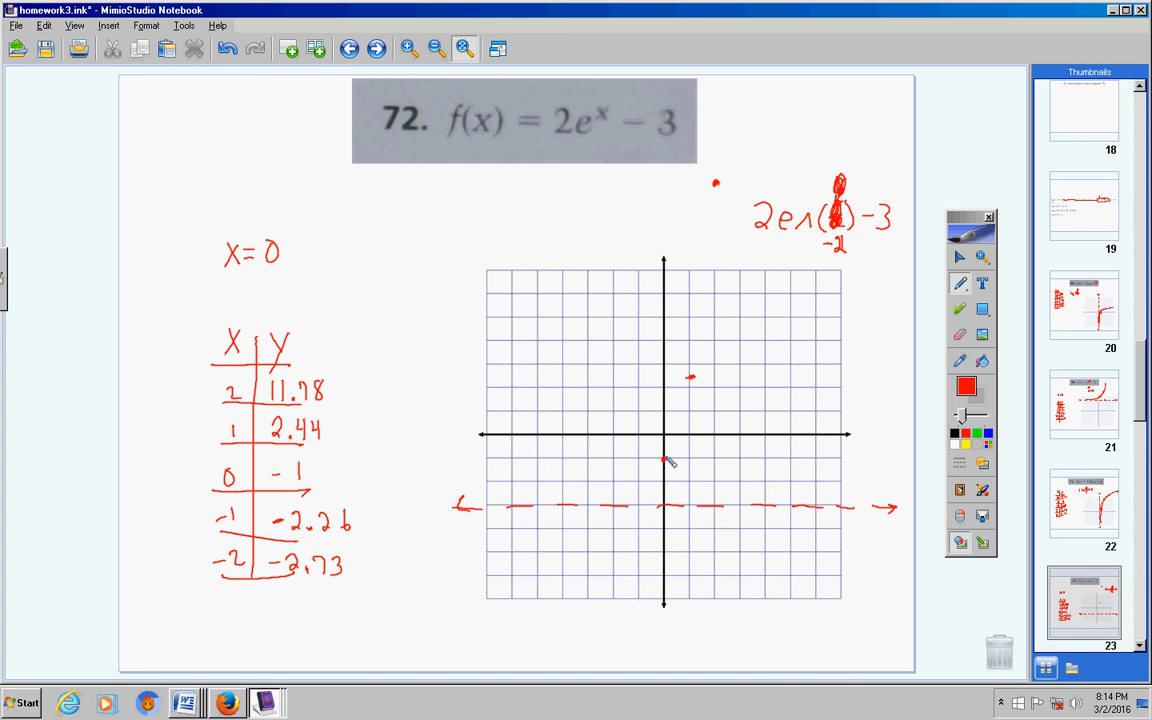 homework3.ink* - MimioStudio Notebook
File Edit View Insert Format Tools Help
72. f(x) = 2e^x − 3
2en( ) -3
-2
x=0
X Y
2 11.78
1 2.44
0 -1
-1 -2.26
-2 -2.73
Thumbnails
18
19
20
21
22
23
T
Start
8:14 PM
3/2/2016